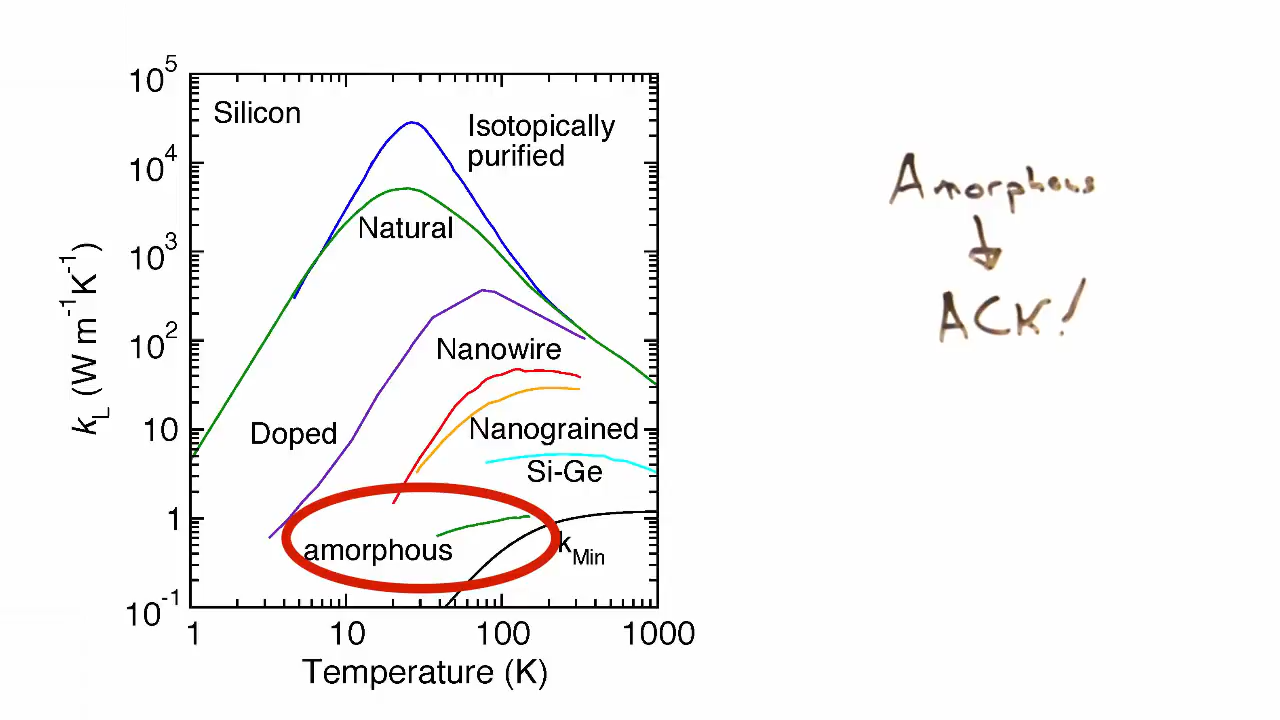 10^5
Silicon
Isotopically
purified
10^4
Natural
10^3
k_L (W m^-1 K^-1)
10^2
Nanowire
10
Doped
Nanograined
Si-Ge
1
amorphous
k_Min
10^-1
1 10 100 1000
Temperature (K)
Amorphous
ACK!